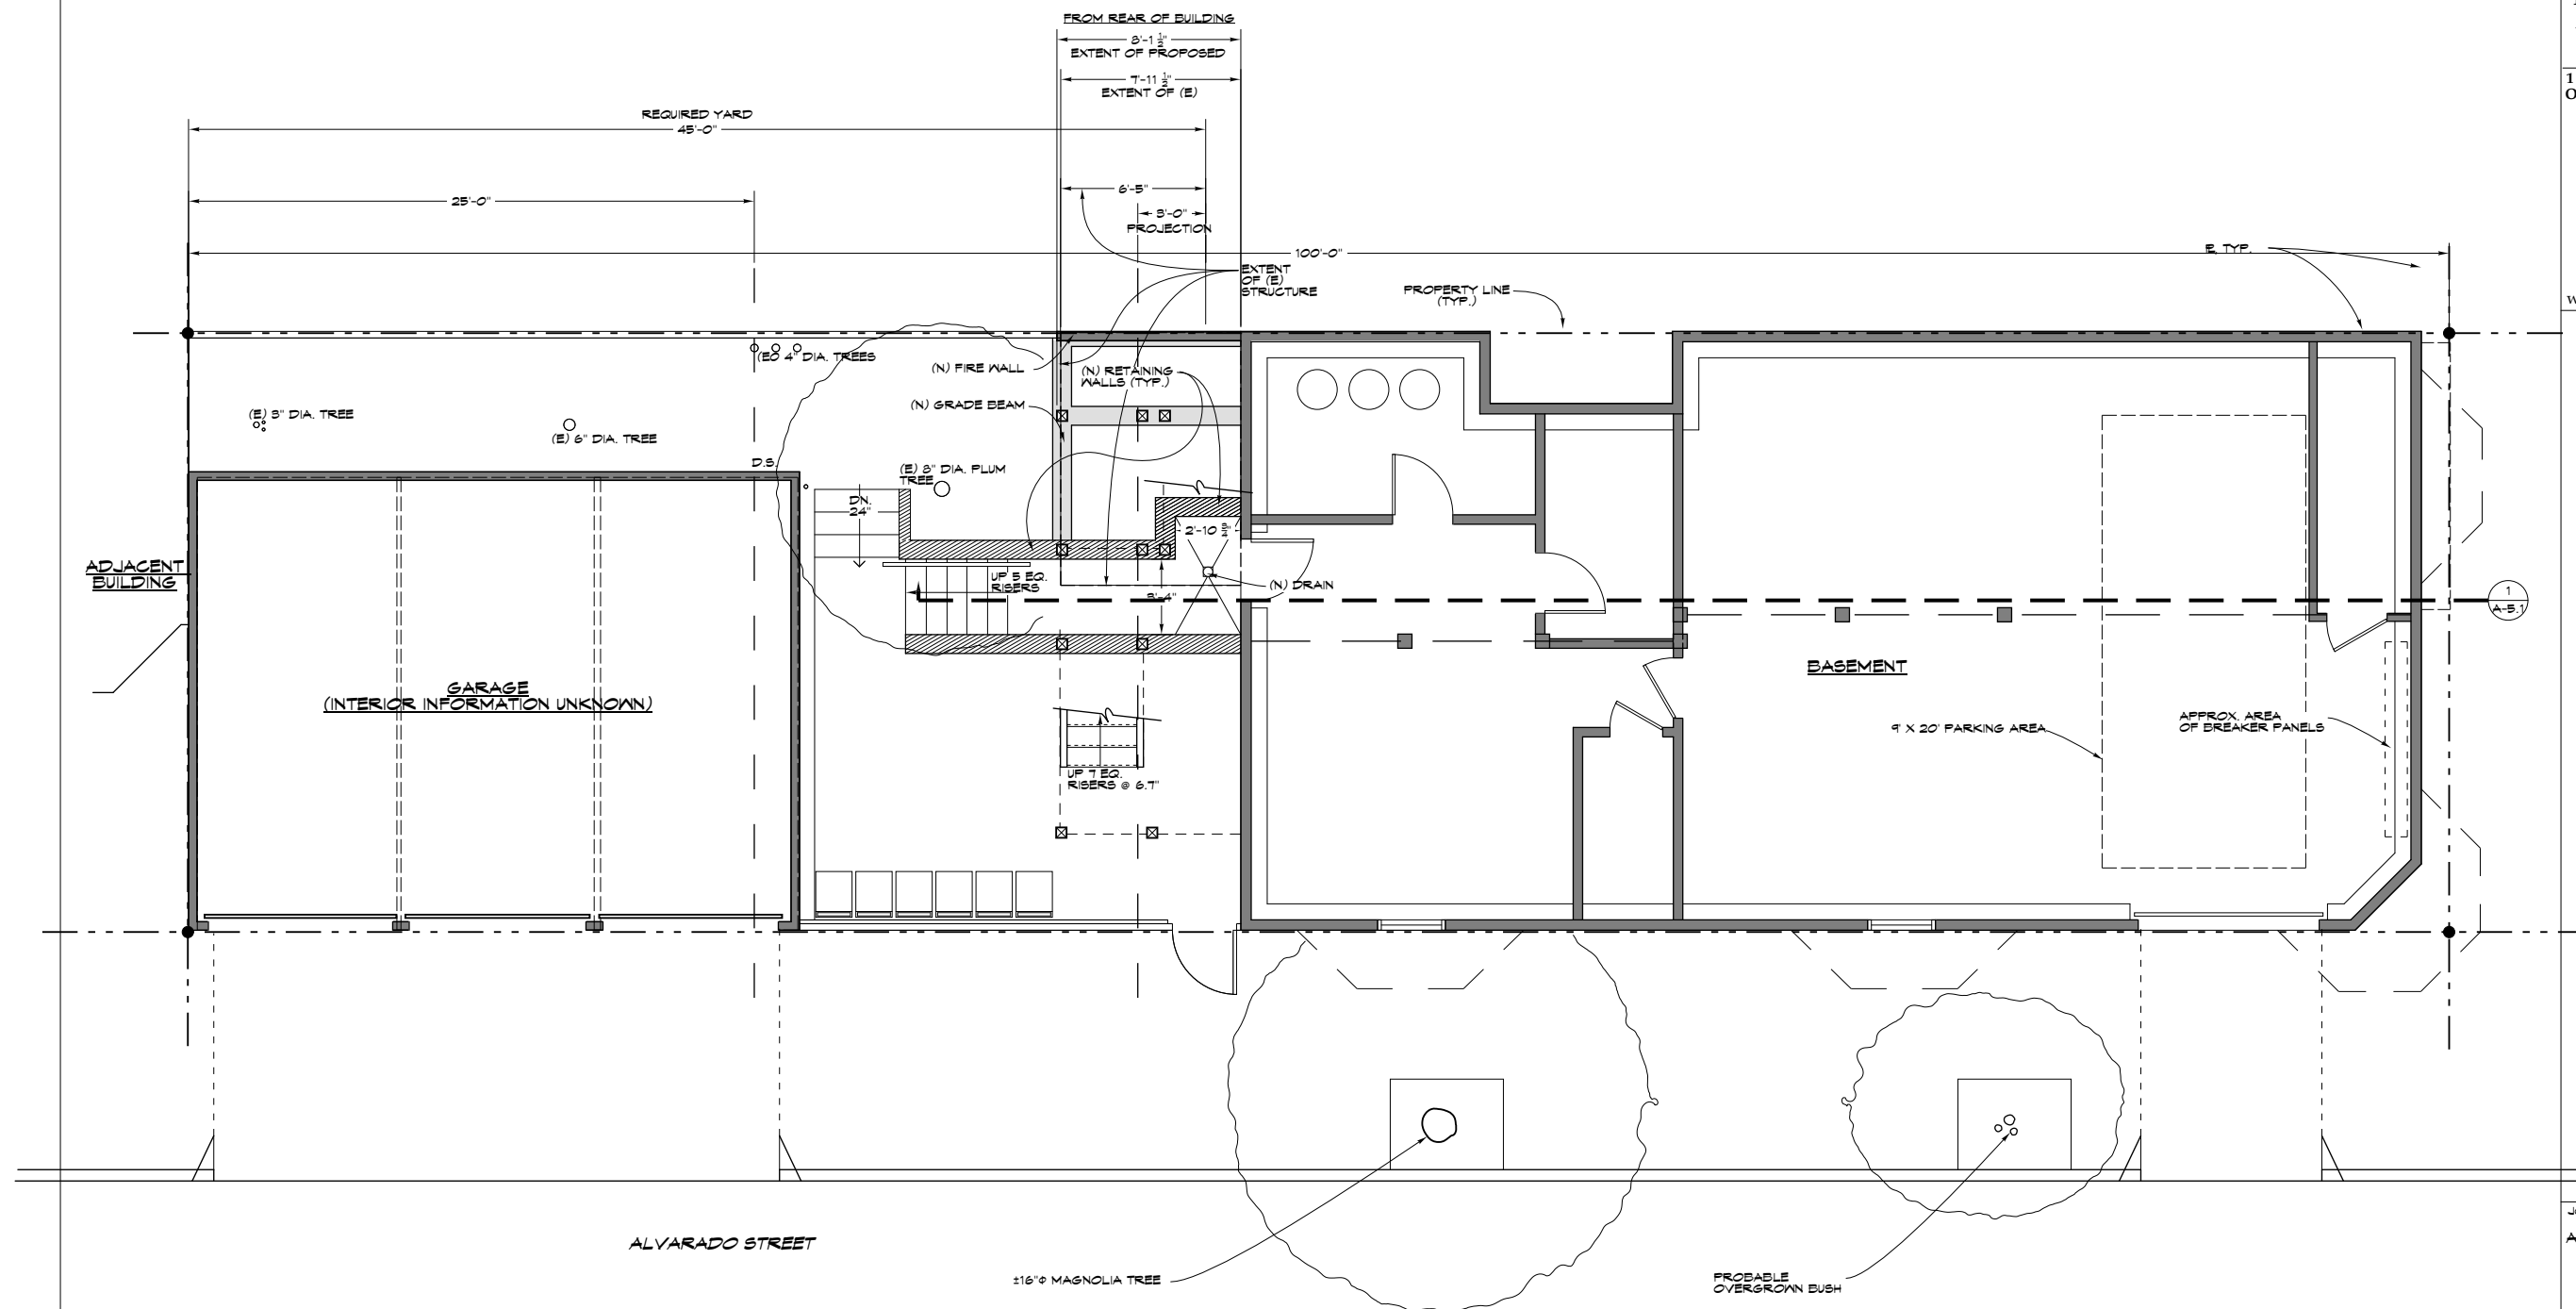 FROM REAR OF BUILDING
8'-1 1/2"
EXTENT OF PROPOSED
7'-11 1/2"
EXTENT OF (E)
REQUIRED YARD
45'-0"
6'-5"
25'-0"
3'-0"
PROJECTION
100'-0"
EXTENT
OF (E)
STRUCTURE
PROPERTY LINE
(TYP.)
TYP.
(EO 4" DIA. TREES
(N) FIRE WALL
(N) RETAINING
WALLS (TYP.)
(N) GRADE BEAM
(E) 3" DIA. TREE
(E) 6" DIA. TREE
D.S.
(E) 8" DIA. PLUM
TREE
DN.
24"
2'-10
ADJACENT
BUILDING
UP 5 EQ.
RISERS
3'-4"
(N) DRAIN
1
A-5.1
GARAGE
(INTERIOR INFORMATION UNKNOWN)
BASEMENT
9' X 20' PARKING AREA
APPROX. AREA
OF BREAKER PANELS
UP 7 EQ.
RISERS @ 6.7"
ALVARADO STREET
±16"Φ MAGNOLIA TREE
PROBABLE
OVERGROWN BUSH